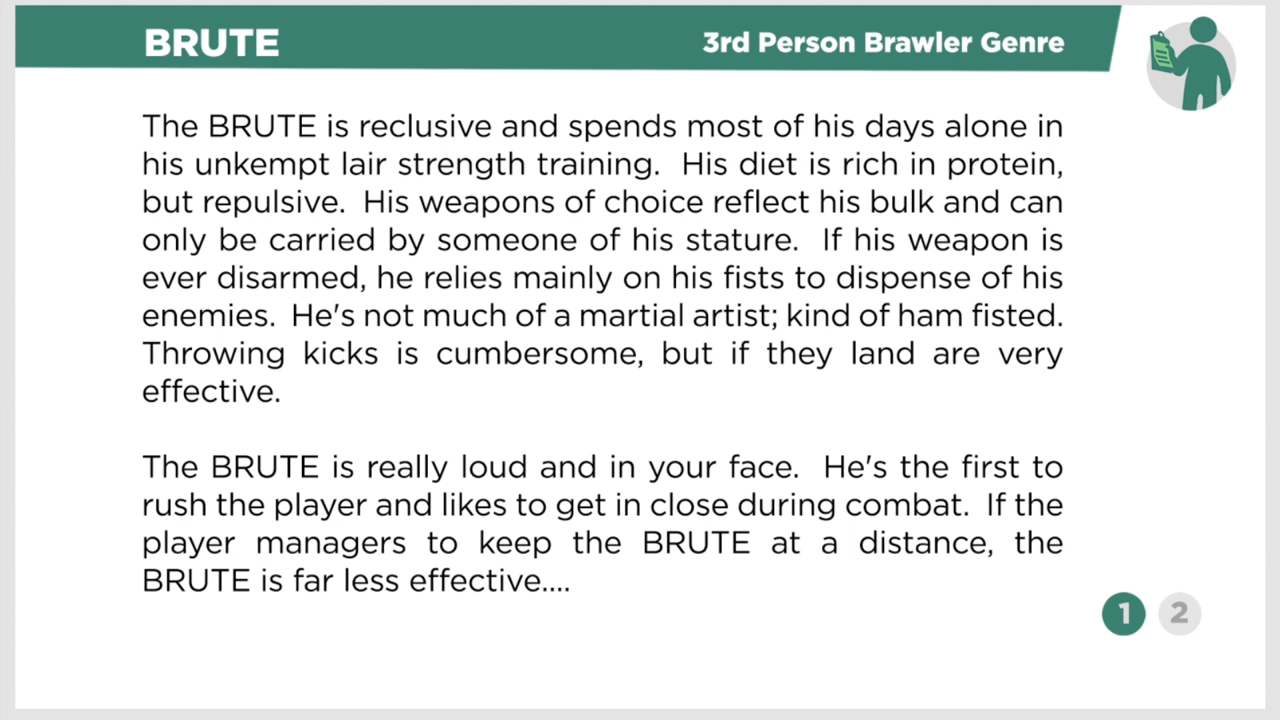 BRUTE
3rd Person Brawler Genre
The BRUTE is reclusive and spends most of his days alone in
his unkempt lair strength training. His diet is rich in protein,
but repulsive. His weapons of choice reflect his bulk and can
only be carried by someone of his stature. If his weapon is
ever disarmed, he relies mainly on his fists to dispense of his
enemies. He's not much of a martial artist; kind of ham fisted.
Throwing kicks is cumbersome, but if they land are very
effective.
The BRUTE is really loud and in your face. He's the first to
rush the player and likes to get in close during combat. If the
player managers to keep the BRUTE at a distance, the
BRUTE is far less effective....
1 2